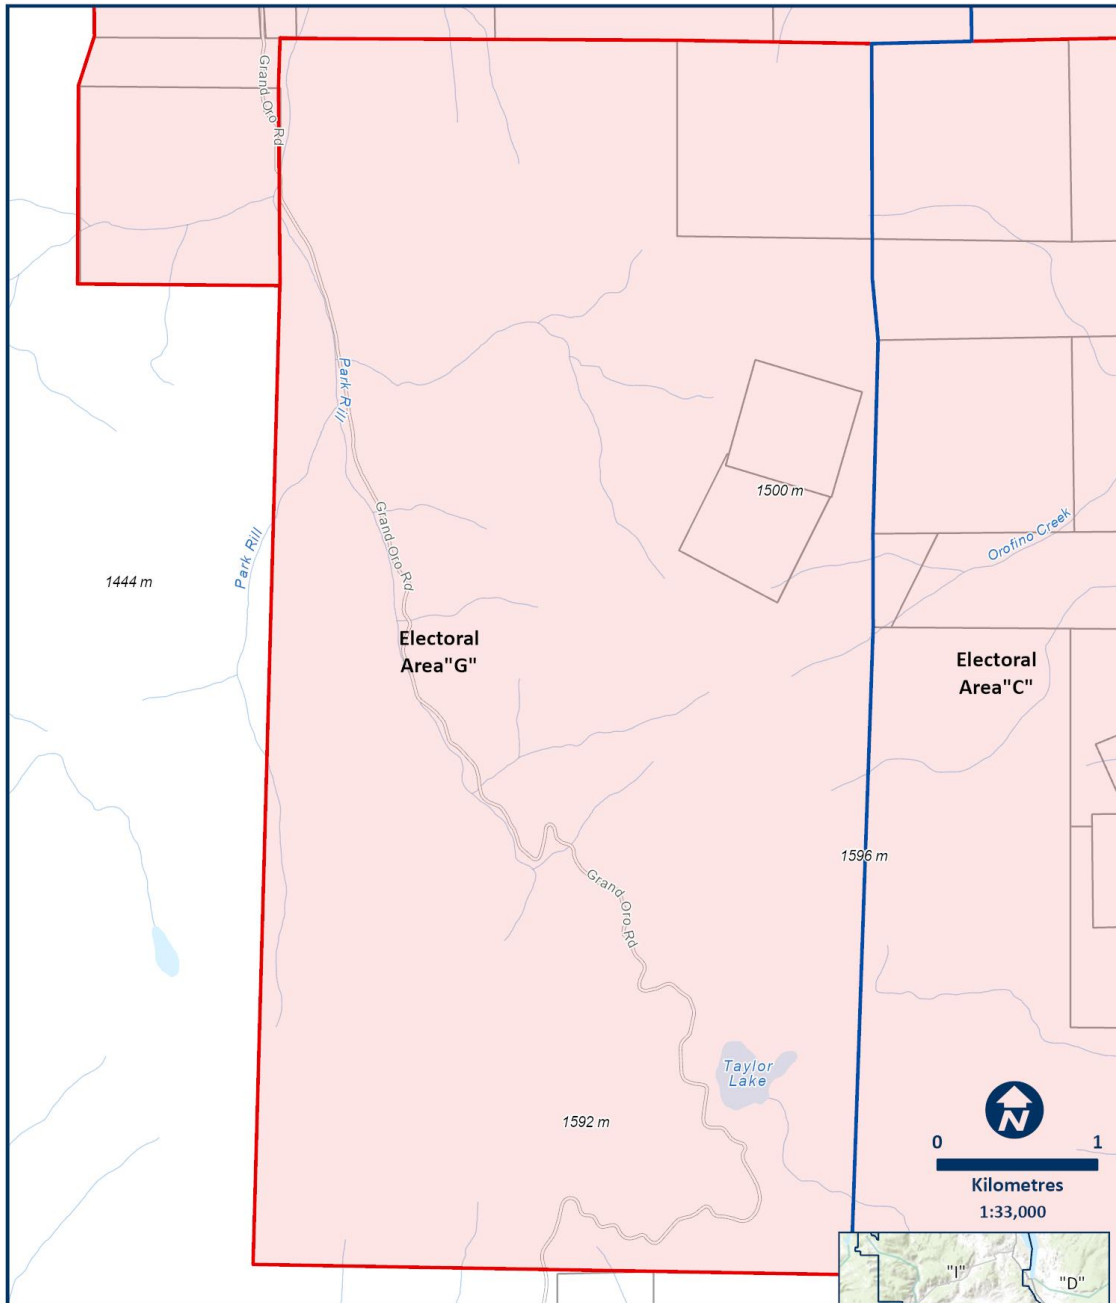 Grand Oro Rd
Park Rill
1500 m
Grand Oro Rd
Orofino Creek
Park Rill
1444 m
Electoral
Area"G"
Electoral
Area"C"
1596 m
Grand Oro Rd
Taylor
Lake
1592 m
N
0 1
Kilometres
1:33,000
"I"
"D"